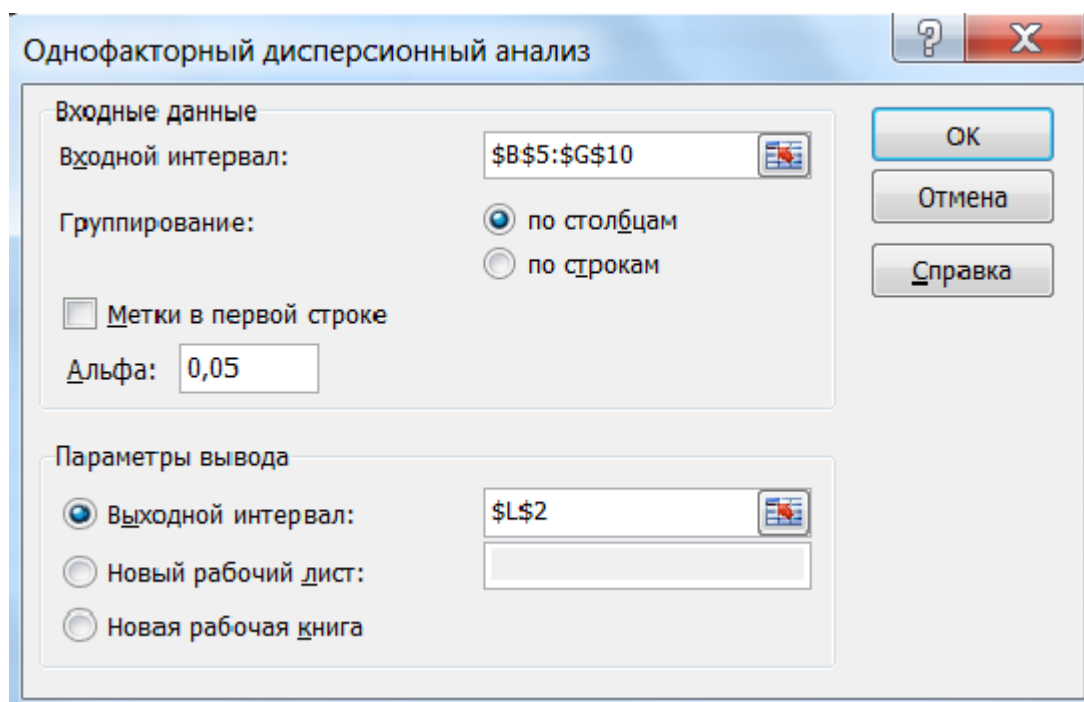 Однофакторный дисперсионный анализ
Входные данные
Входной интервал: $B$5:$G$10
Группирование: по столбцам
по строкам
Метки в первой строке
Альфа: 0,05
ОК
Отмена
Справка
Параметры вывода
Выходной интервал: $L$2
Новый рабочий лист:
Новая рабочая книга